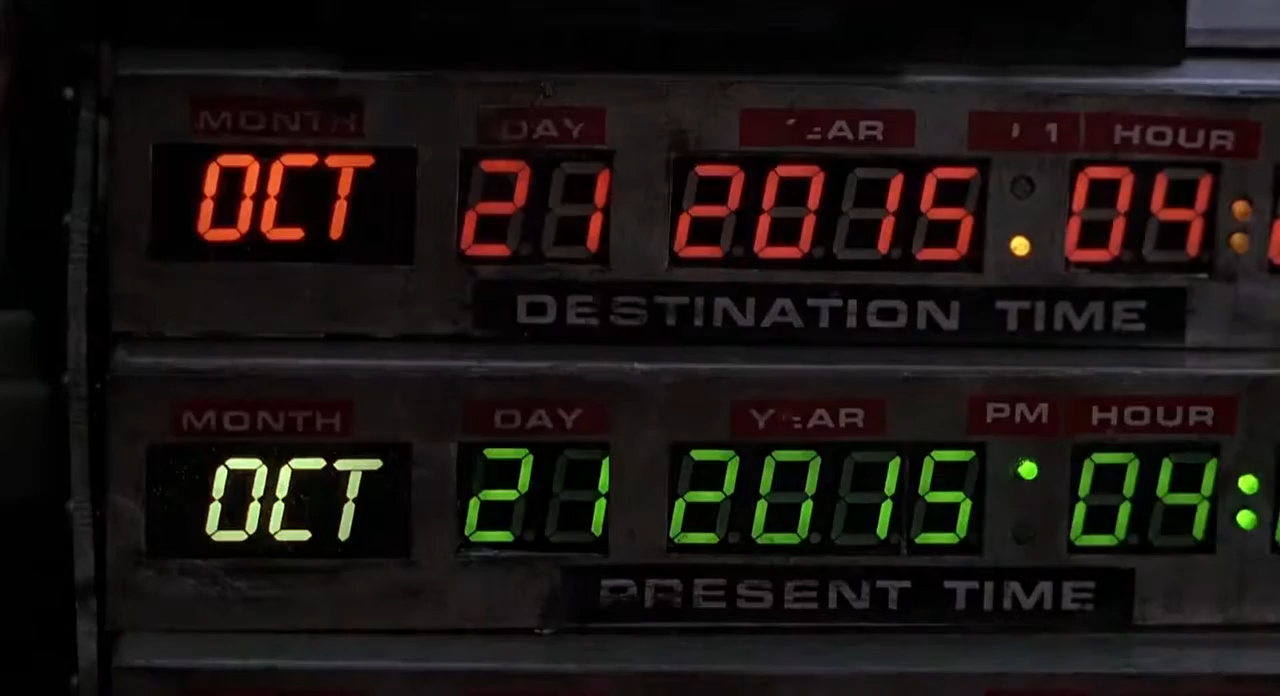 MONTH DAY HOUR
OCT 21 2015 04
DESTINATION TIME
MONTH DAY YEAR PM HOUR
OCT 21 2015 04
PRESENT TIME